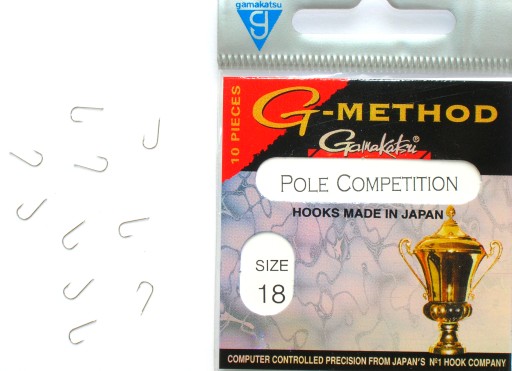 gamakatsu
G
10 PIECES
G-METHOD
Gamakatsu®
POLE COMPETITION
HOOKS MADE IN JAPAN
SIZE
18
COMPUTER CONTROLLED PRECISION FROM JAPAN'S Nº1 HOOK COMPANY